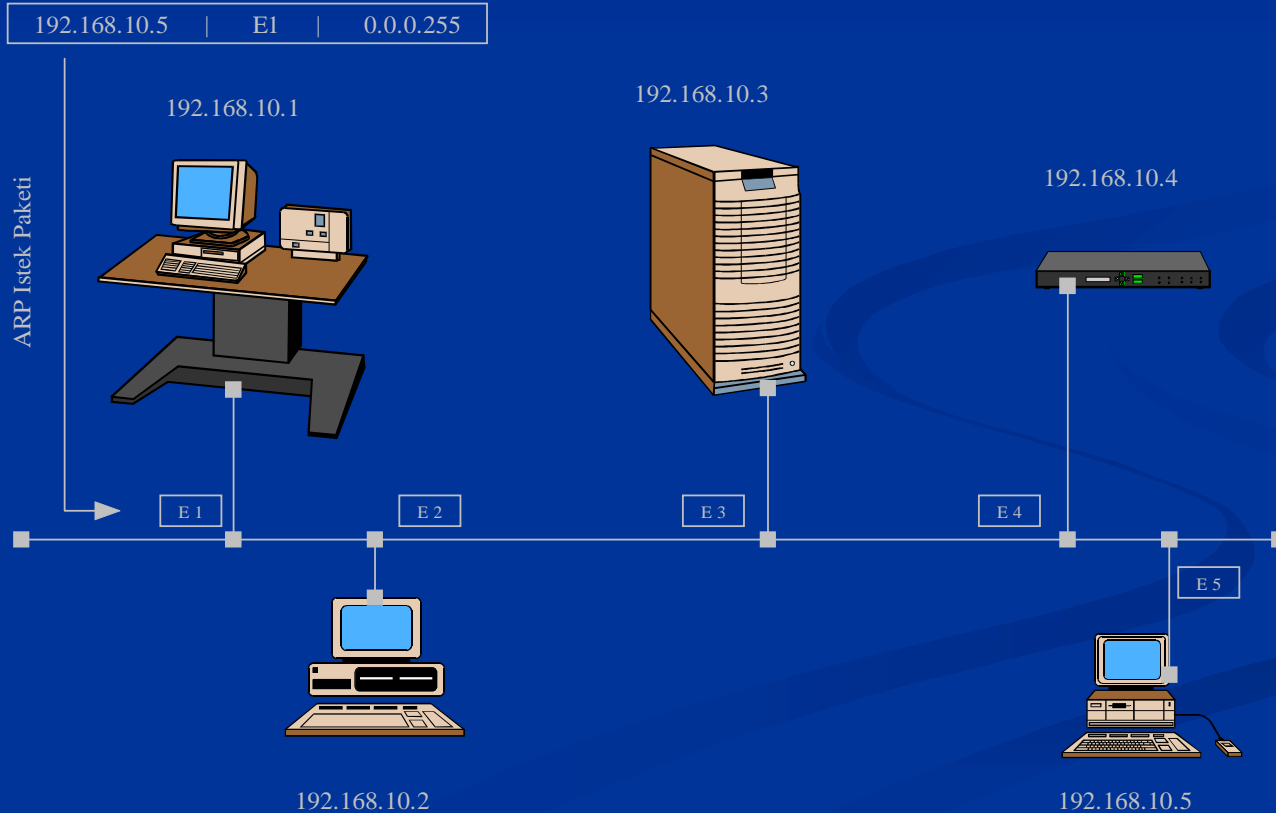 192.168.10.5 | E1 | 0.0.0.255
192.168.10.1
192.168.10.3
192.168.10.4
ARP Istek Paketi
E 1
E 2
E 3
E 4
E 5
192.168.10.2
192.168.10.5